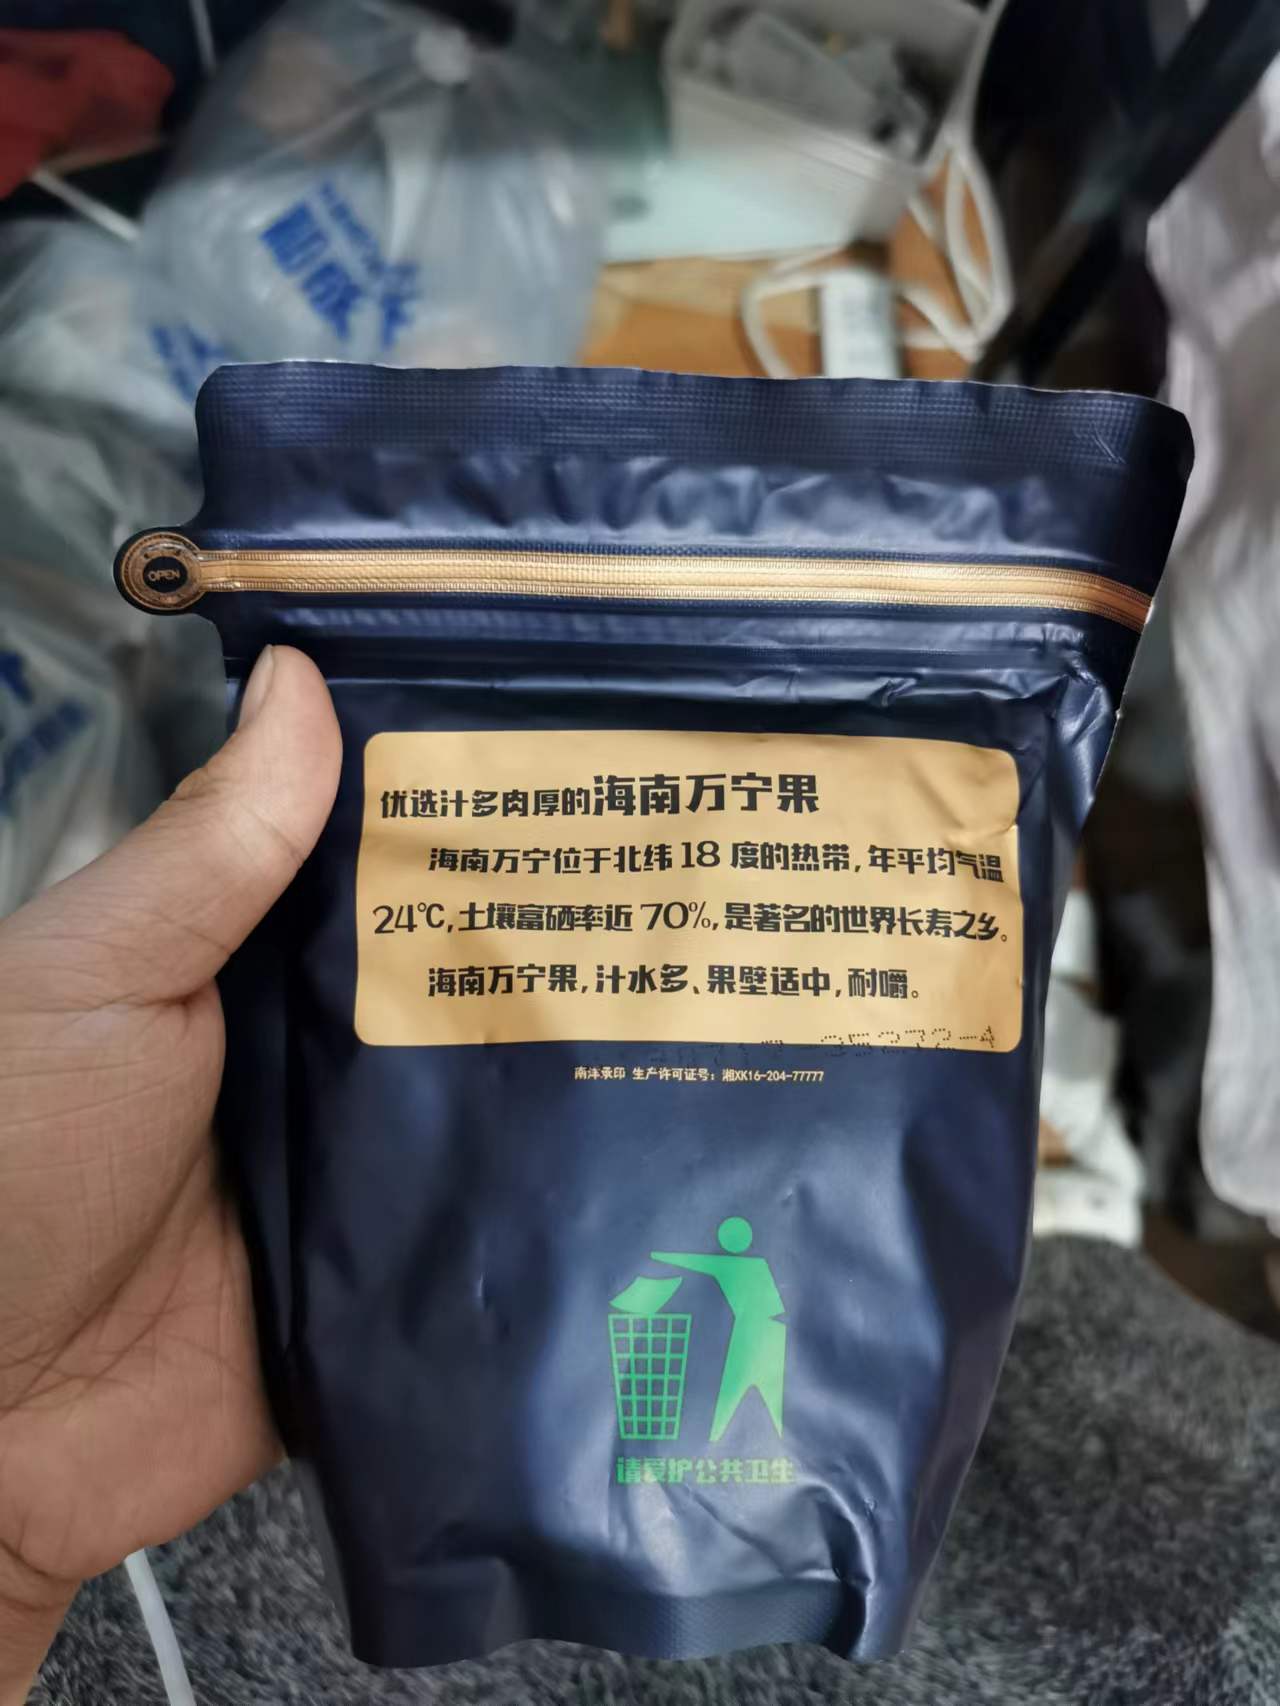 OPEN
优选汁多肉厚的海南万宁果
海南万宁位于北纬18度的热带,年平均气温
24℃,土壤富硒率近70%,是著名的世界长寿之乡。
海南万宁果,汁水多、果壁适中,耐嚼。
南洋承印 生产许可证号:湘XK16-204-77777
请爱护公共卫生